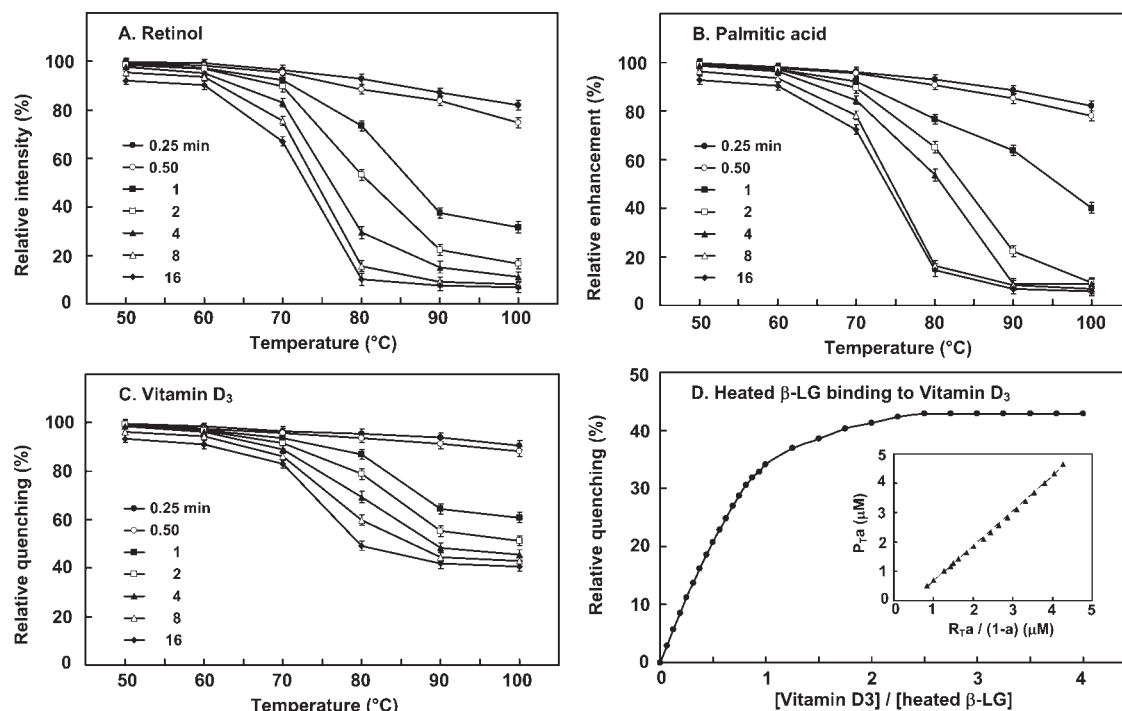 A. Retinol
Relative intensity (%)
100
80
60
40
20
0
0.25 min
0.50
1
2
4
8
16
50 60 70 80 90 100
Temperature (°C)
B. Palmitic acid
Relative enhancement (%)
100
80
60
40
20
0
0.25 min
0.50
1
2
4
8
16
50 60 70 80 90 100
Temperature (°C)
C. Vitamin D₃
Relative quenching (%)
100
80
60
40
20
0
0.25 min
0.50
1
2
4
8
16
50 60 70 80 90 100
Temperature (°C)
D. Heated β-LG binding to Vitamin D₃
Relative quenching (%)
50
40
30
20
10
0
0 1 2 3 4
[Vitamin D3] / [heated β-LG]
P_Ta (μM)
5
4
3
2
1
0
0 1 2 3 4 5
R_Ta / (1-a) (μM)